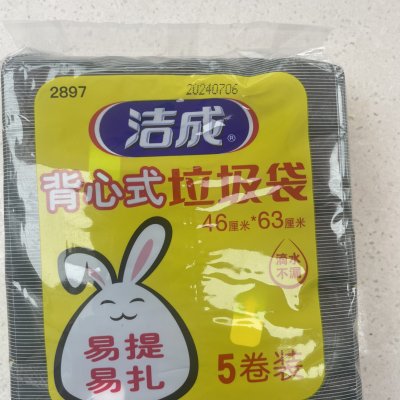 2897
20240706
洁成®
背心式垃圾袋
46厘米*63厘米
滴水
不漏
易提
易扎
5卷装